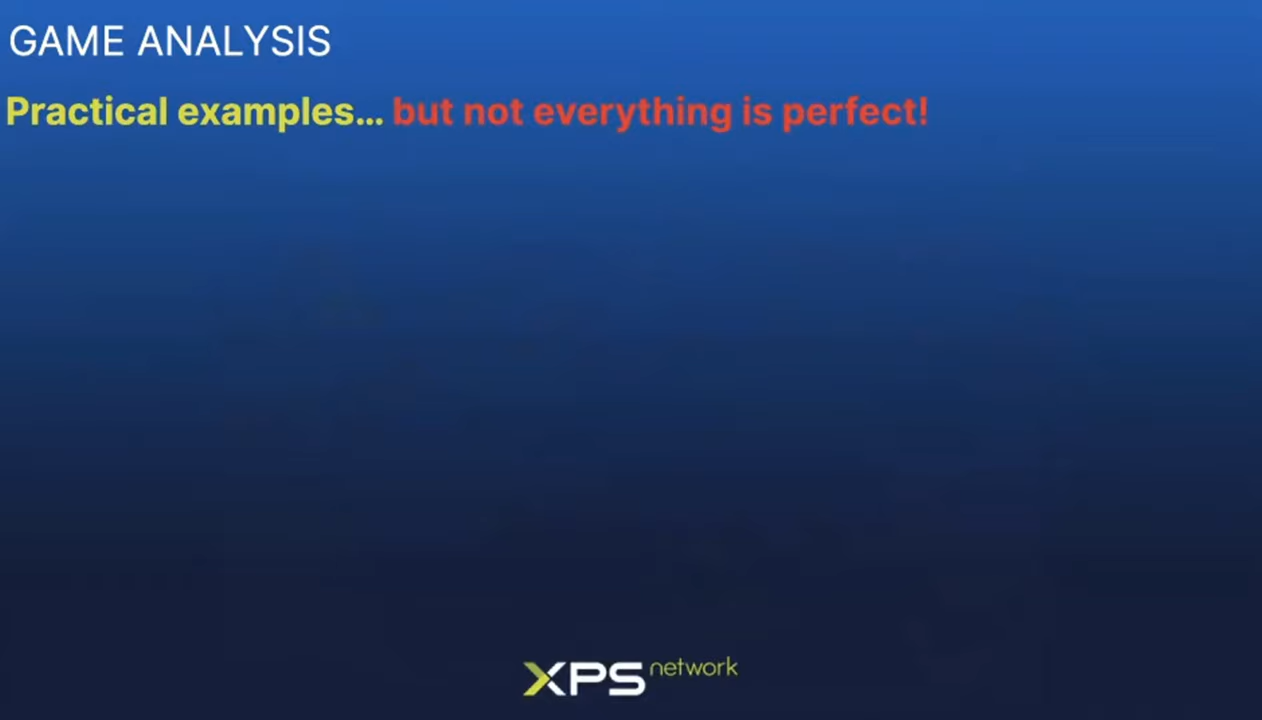 GAME ANALYSIS
Practical examples... but not everything is perfect!
XPS network